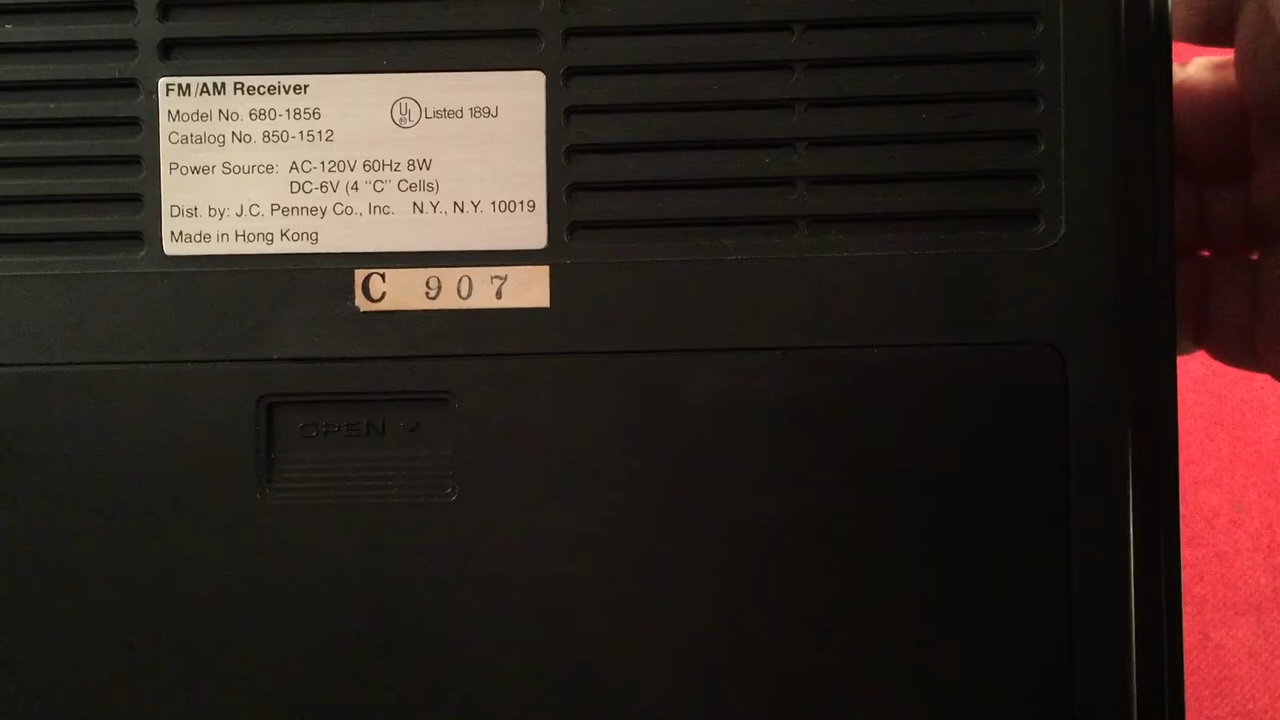 FM/AM Receiver
Model No. 680-1856
UL Listed 189J
Catalog No. 850-1512
Power Source: AC-120V 60Hz 8W
DC-6V (4 "C" Cells)
Dist. by: J.C. Penney Co., Inc. N.Y., N.Y. 10019
Made in Hong Kong
C 907
OPEN